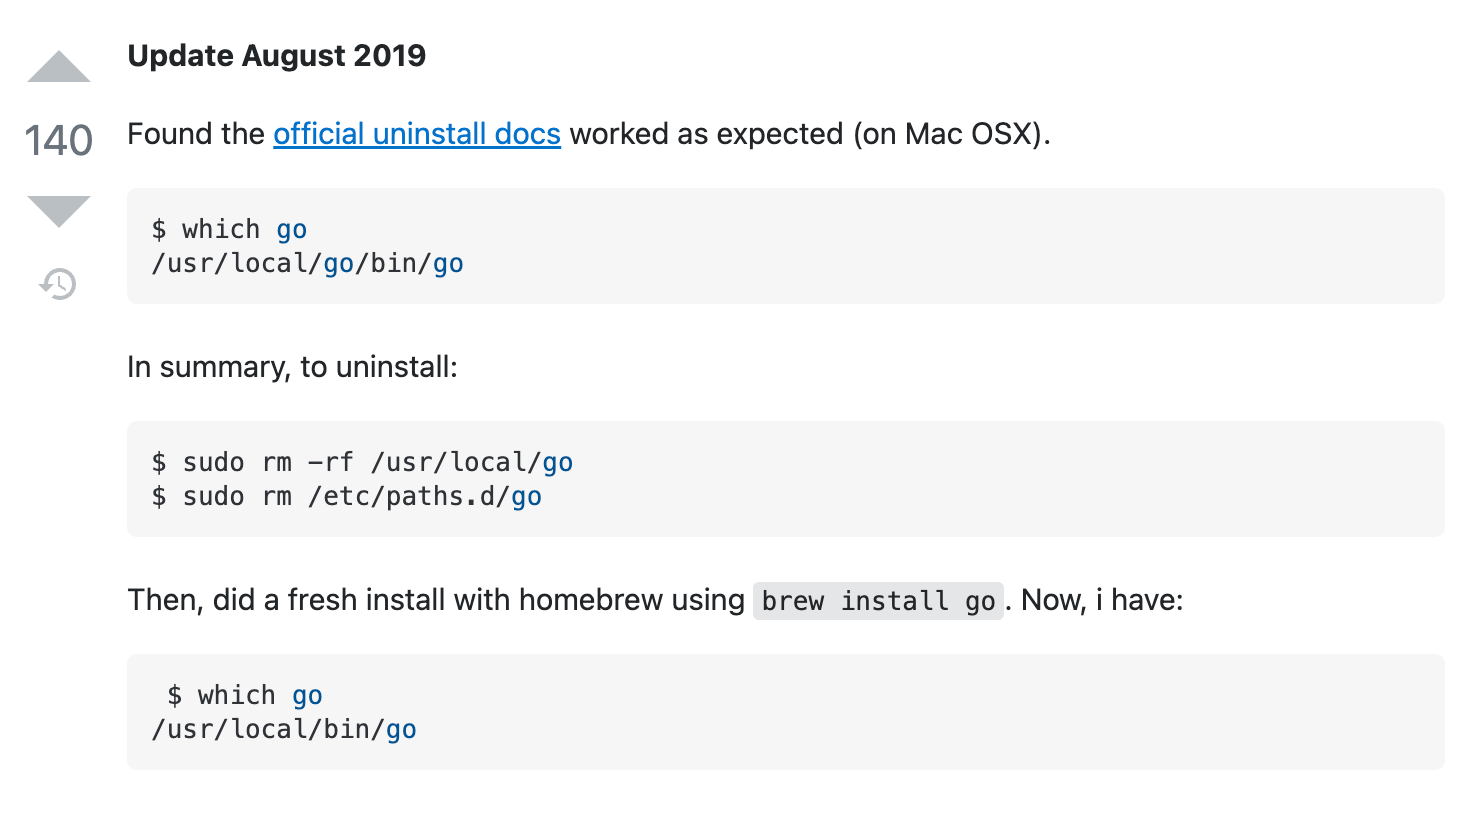 Update August 2019
140
Found the official uninstall docs worked as expected (on Mac OSX).
$ which go
/usr/local/go/bin/go
In summary, to uninstall:
$ sudo rm -rf /usr/local/go
$ sudo rm /etc/paths.d/go
Then, did a fresh install with homebrew using brew install go. Now, i have:
 $ which go
/usr/local/bin/go